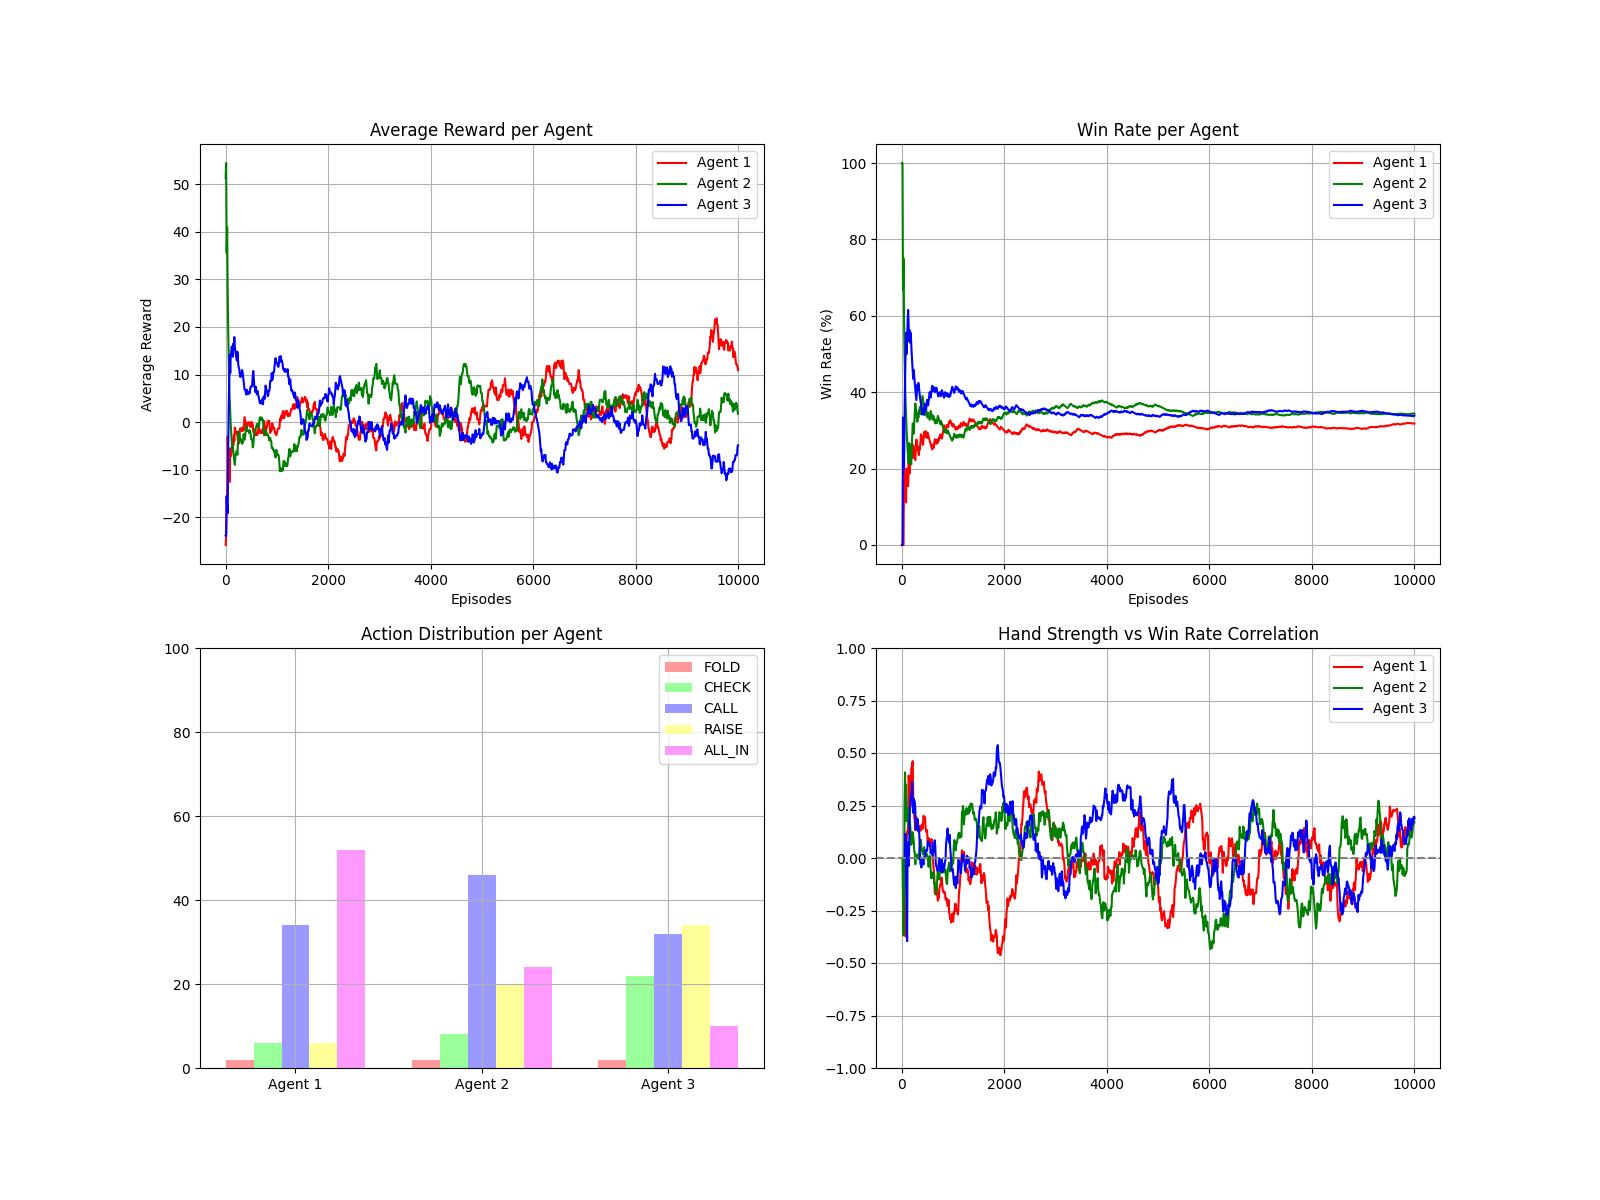 Average Reward per Agent
Average Reward
50
40
30
20
10
0
−10
−20
0 2000 4000 6000 8000 10000
Episodes
Agent 1
Agent 2
Agent 3
Win Rate per Agent
Win Rate (%)
100
80
60
40
20
0
0 2000 4000 6000 8000 10000
Episodes
Agent 1
Agent 2
Agent 3
Action Distribution per Agent
100
80
60
40
20
0
Agent 1 Agent 2 Agent 3
FOLD
CHECK
CALL
RAISE
ALL_IN
Hand Strength vs Win Rate Correlation
1.00
0.75
0.50
0.25
0.00
−0.25
−0.50
−0.75
−1.00
0 2000 4000 6000 8000 10000
Agent 1
Agent 2
Agent 3